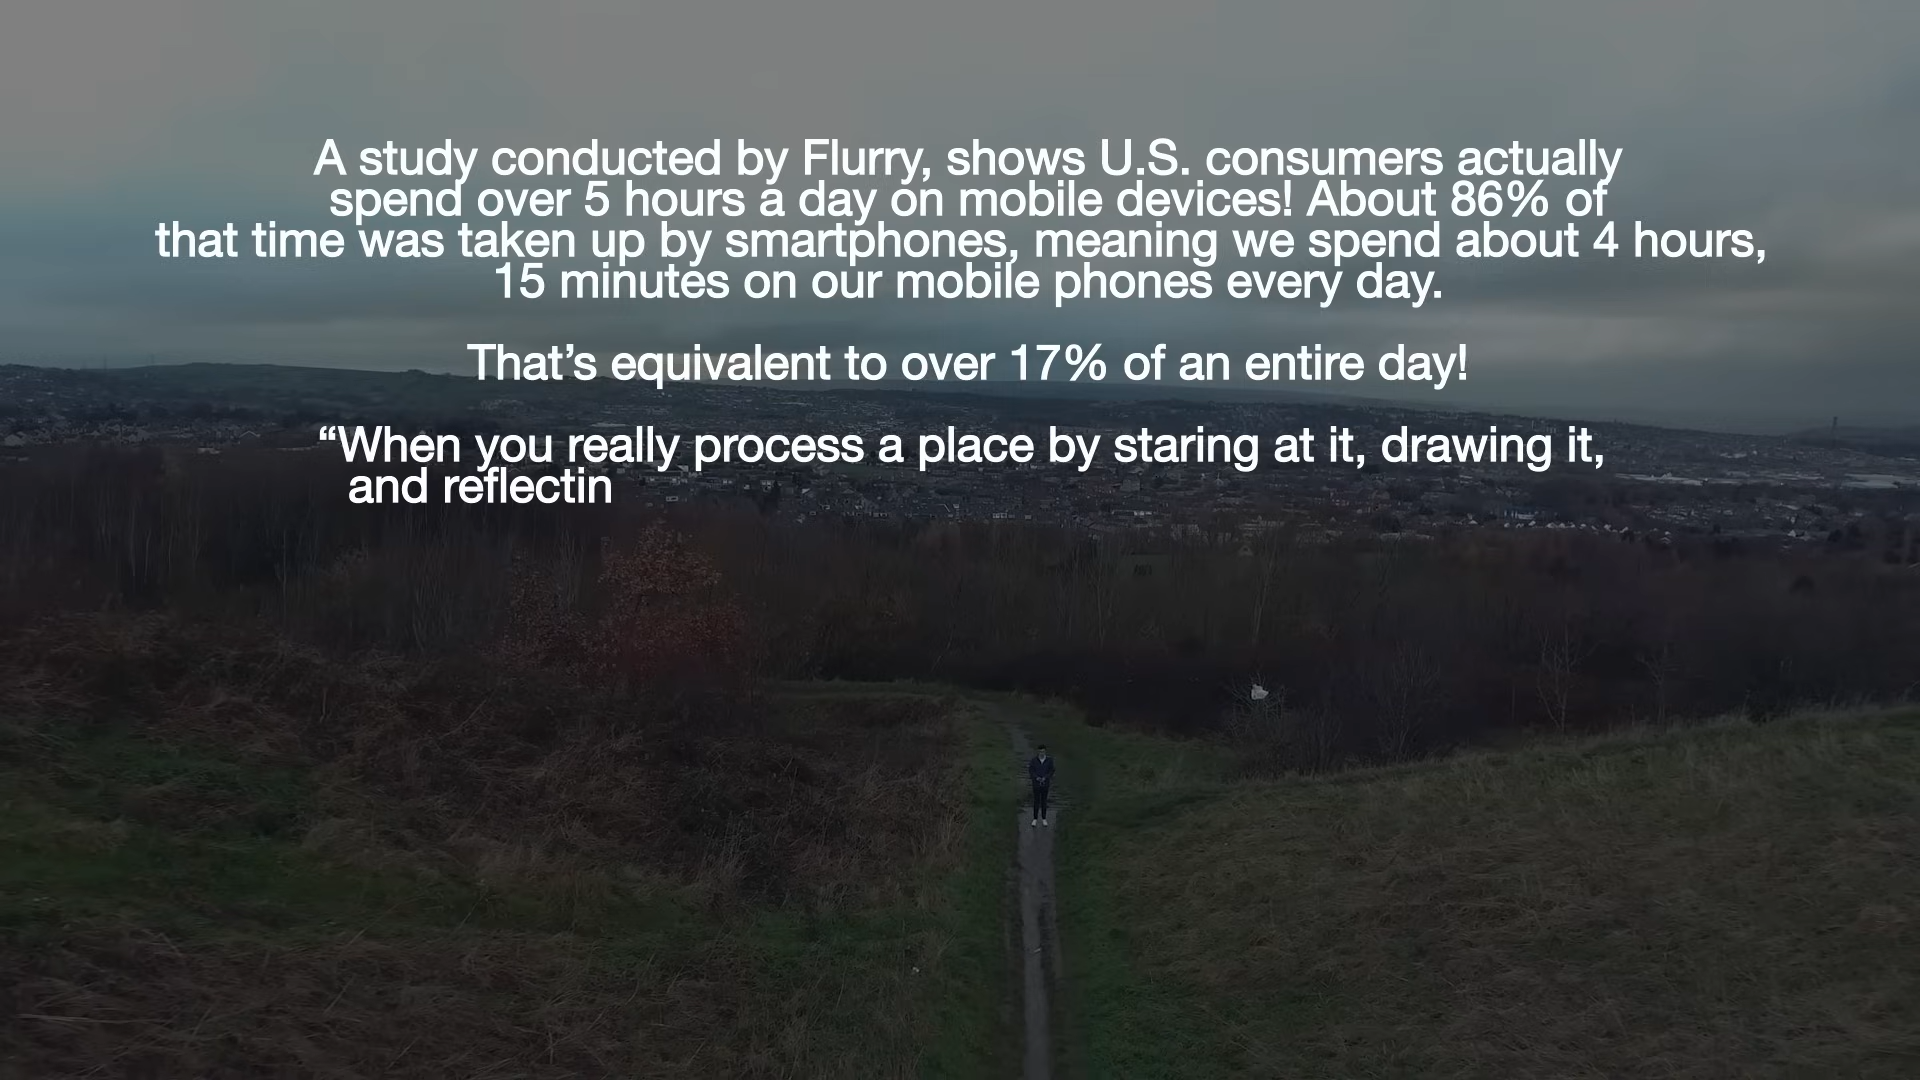 A study conducted by Flurry, shows U.S. consumers actually
spend over 5 hours a day on mobile devices! About 86% of
that time was taken up by smartphones, meaning we spend about 4 hours,
15 minutes on our mobile phones every day.
That’s equivalent to over 17% of an entire day!
“When you really process a place by staring at it, drawing it,
and reflectin